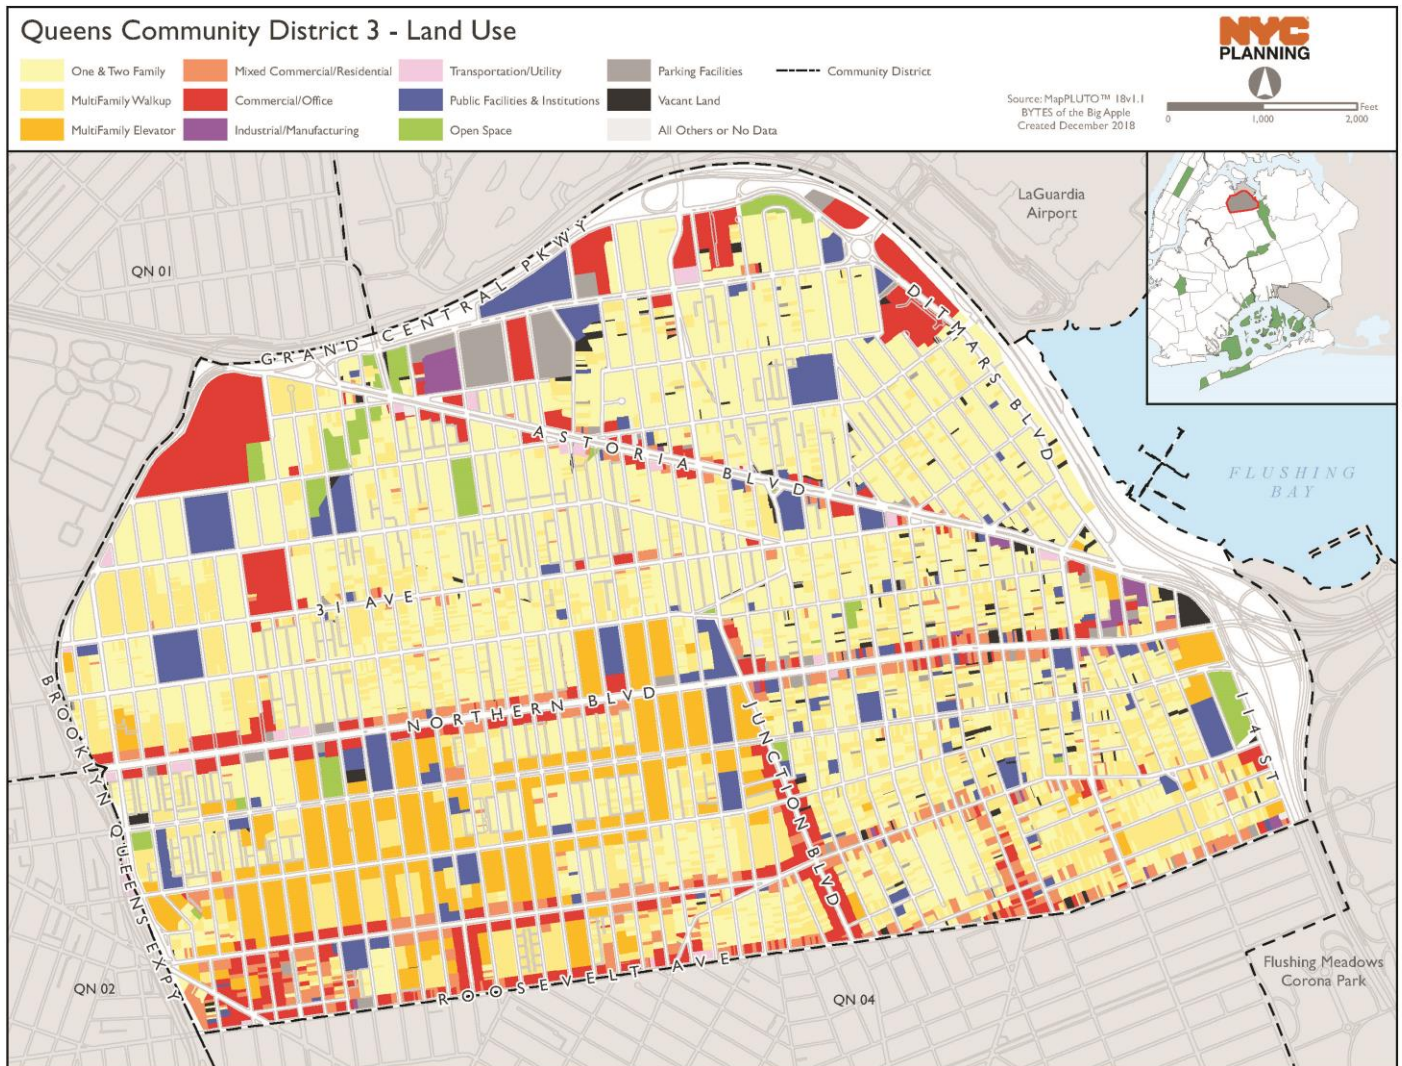 Queens Community District 3 - Land Use
One & Two Family
MultiFamily Walkup
MultiFamily Elevator
Mixed Commercial/Residential
Commercial/Office
Industrial/Manufacturing
Transportation/Utility
Public Facilities & Institutions
Open Space
Parking Facilities
Vacant Land
All Others or No Data
Community District
Source: MapPLUTO™ 18v1.1
BYTES of the Big Apple
Created December 2018
NYC
PLANNING
Feet
0 1,000 2,000
LaGuardia
Airport
QN 01
GRAND CENTRAL PKWY
DITMARS BLVD
ASTORIA BLVD
FLUSHING
BAY
31 AVE
NORTHERN BLVD
JUNCTION BLVD
114 ST
BROOKLYN QUEENS EXPY
ROOSEVELT AVE
QN 02
QN 04
Flushing Meadows
Corona Park